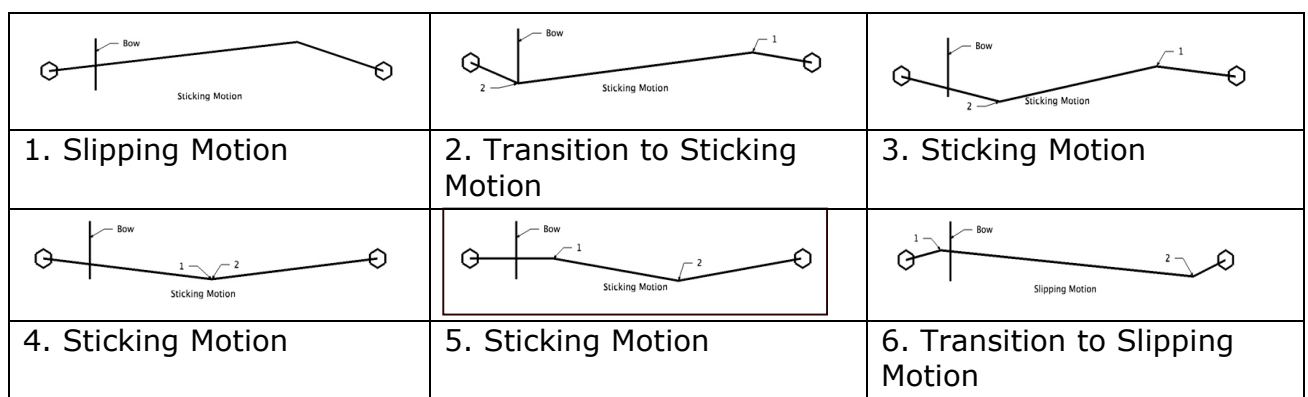 Bow
Sticking Motion
1. Slipping Motion
Bow
1
2
Sticking Motion
2. Transition to Sticking
Motion
Bow
1
2
Sticking Motion
3. Sticking Motion
Bow
1
2
Sticking Motion
4. Sticking Motion
Bow
1
2
Sticking Motion
5. Sticking Motion
1
Bow
2
Slipping Motion
6. Transition to Slipping
Motion